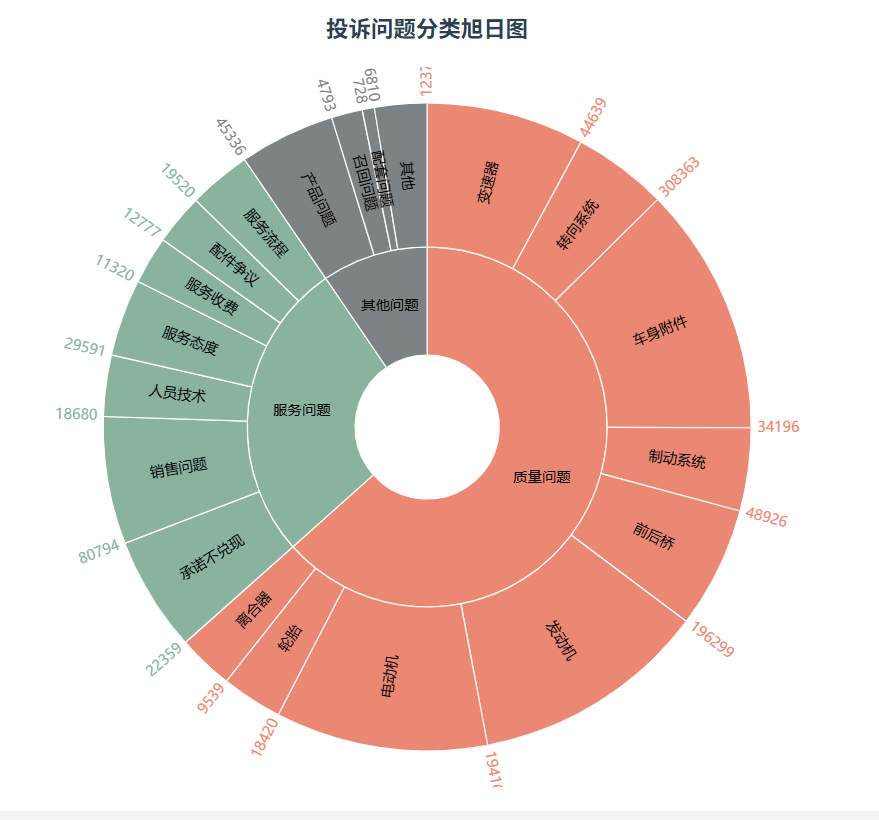 投诉问题分类旭日图
质量问题
变速器
转向系统
车身附件
制动系统
前后桥
发动机
电动机
轮胎
离合器
服务问题
承诺不兑现
销售问题
人员技术
服务态度
服务收费
配件争议
服务流程
其他问题
产品问题
召回问题
配套问题
其他
44639
308363
34196
48926
196299
18420
9539
22359
80794
18680
29591
11320
12777
19520
45336
4793
728
6810